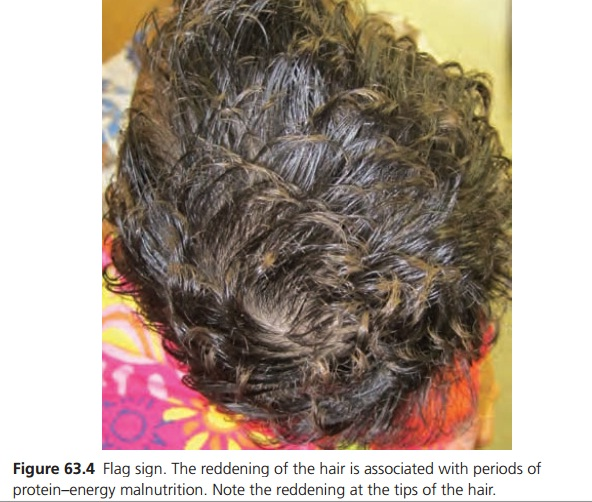 Figure 63.4 Flag sign. The reddening of the hair is associated with periods of
protein–energy malnutrition. Note the reddening at the tips of the hair.